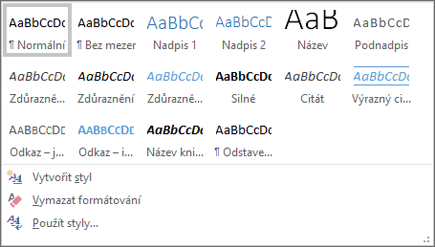 AaBbCcDc AaBbCcDc AaBbCc AaBbCcC AaB AaBbCcD
¶ Normální ¶ Bez mezer Nadpis 1 Nadpis 2 Název Podnadpis
AaBbCcDc AaBbCcDc AaBbCcDc AaBbCcDc AaBbCcDc AaBbCcDc
Zdůrazně... Zdůraznění Zdůrazně... Silné Citát Výrazný ci...
AABBCCDD AABBCCDD AaBbCcDc AaBbCcDc
Odkaz – j... Odkaz – i... Název kni... ¶ Odstave...
Vytvořit styl
Vymazat formátování
Použít styly...